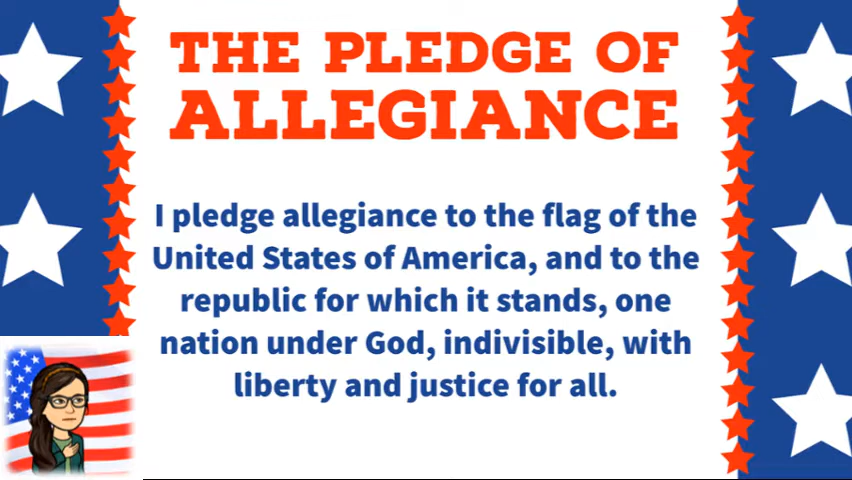 THE PLEDGE OF
ALLEGIANCE
I pledge allegiance to the flag of the
United States of America, and to the
republic for which it stands, one
nation under God, indivisible, with
liberty and justice for all.